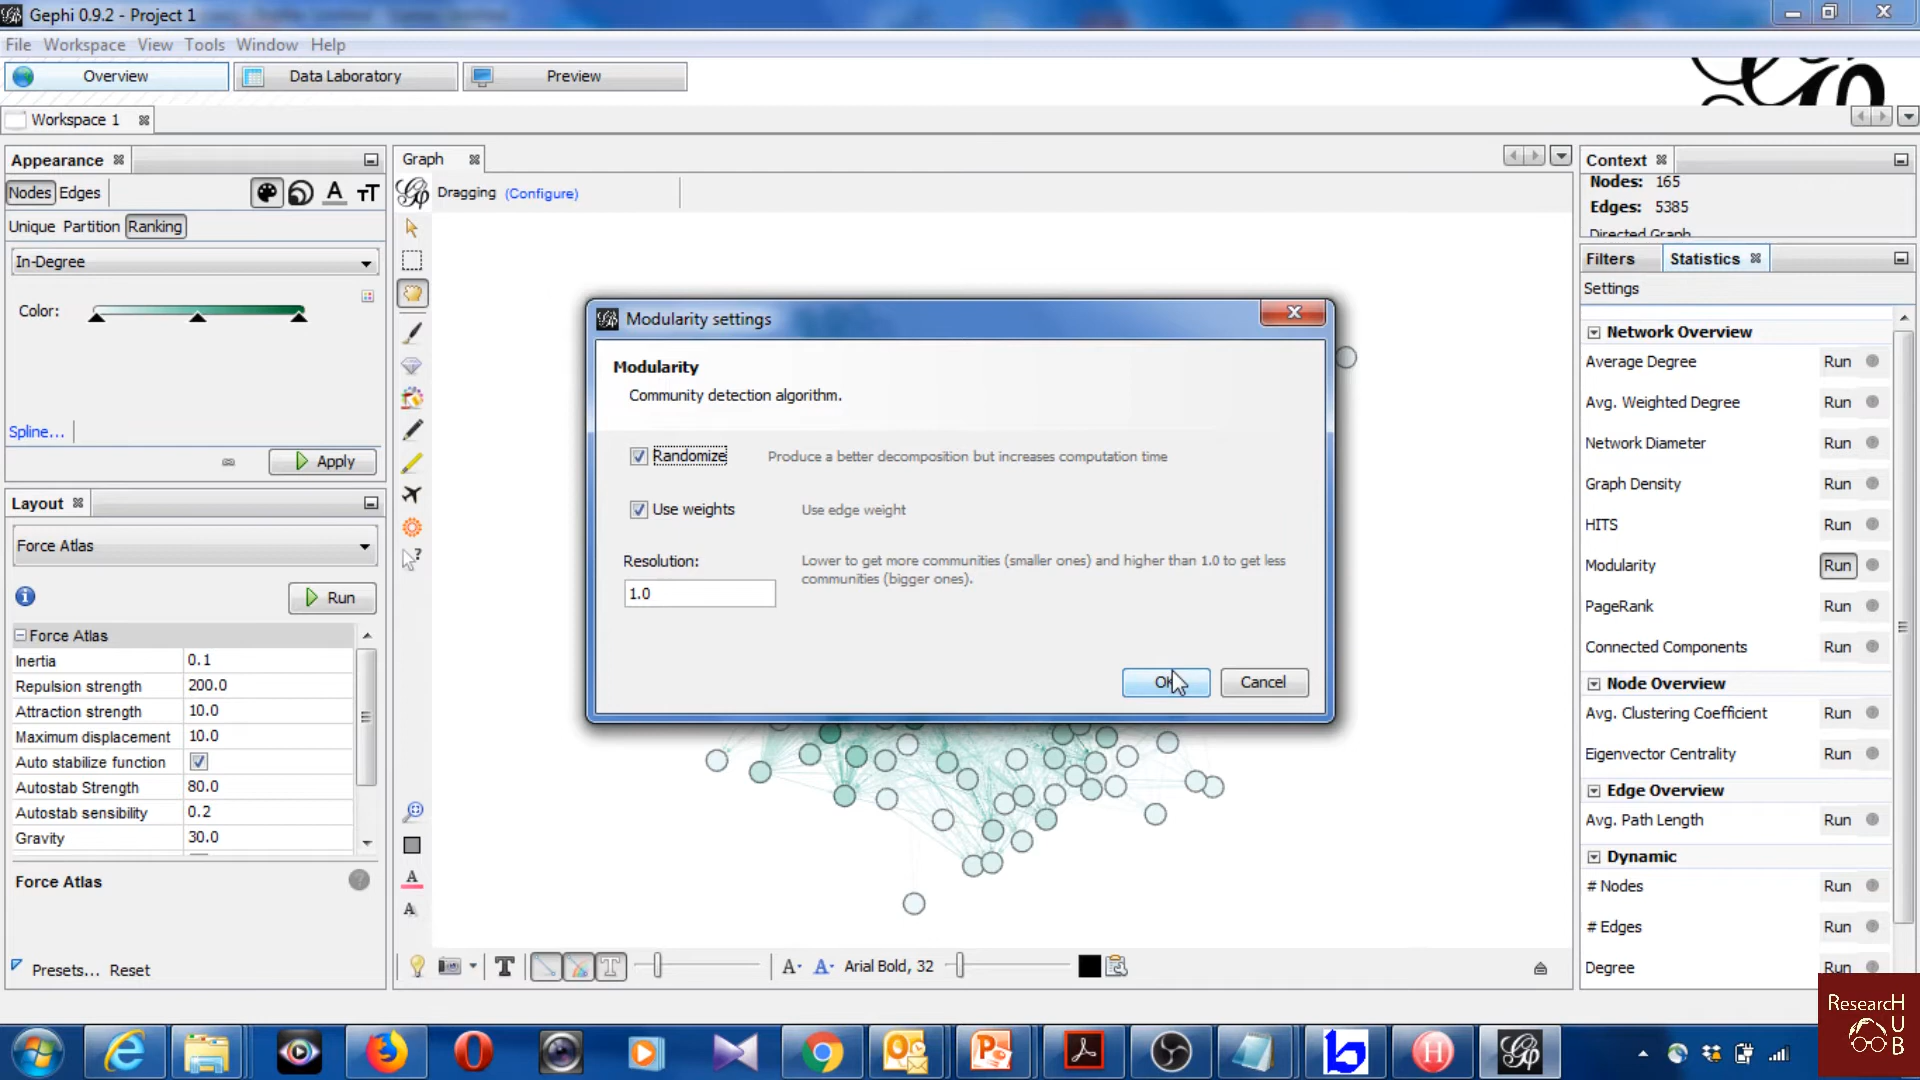 Gephi 0.9.2 - Project 1
File Workspace View Tools Window Help
Overview
Data Laboratory
Preview
Workspace 1
Appearance
Nodes Edges
Unique Partition Ranking
In-Degree
Color:
Spline...
Apply
Layout
Force Atlas
Run
Force Atlas
Inertia 0.1
Repulsion strength 200.0
Attraction strength 10.0
Maximum displacement 10.0
Auto stabilize function
Autostab Strength 80.0
Autostab sensibility 0.2
Gravity 30.0
Force Atlas
Presets... Reset
Graph
Dragging (Configure)
Modularity settings
Modularity
Community detection algorithm.
Randomize Produce a better decomposition but increases computation time
Use weights Use edge weight
Resolution: Lower to get more communities (smaller ones) and higher than 1.0 to get less
communities (bigger ones).
1.0
OK Cancel
Arial Bold, 32
Context
Nodes: 165
Edges: 5385
Directed Graph
Filters Statistics
Settings
Network Overview
Average Degree Run
Avg. Weighted Degree Run
Network Diameter Run
Graph Density Run
HITS Run
Modularity Run
PageRank Run
Connected Components Run
Node Overview
Avg. Clustering Coefficient Run
Eigenvector Centrality Run
Edge Overview
Avg. Path Length Run
Dynamic
# Nodes Run
# Edges Run
Degree Run
ResearcH
U
B